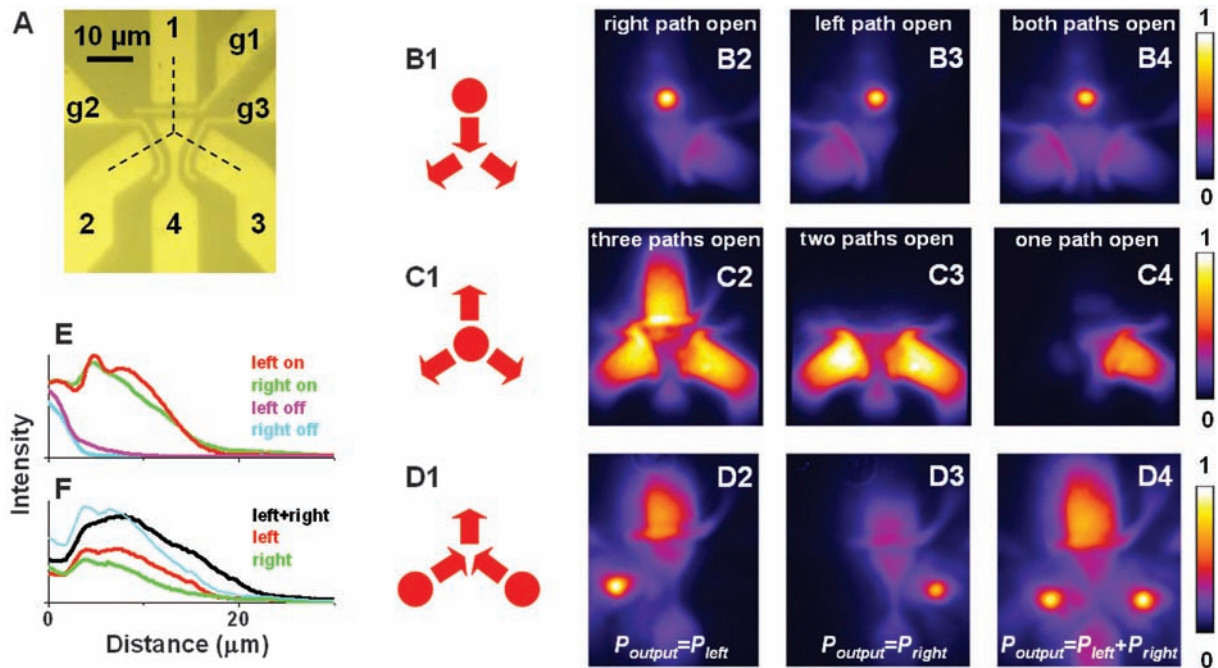 A
10 µm
1
g1
g2
g3
2
4
3
B1
right path open
B2
left path open
B3
both paths open
B4
1
0
C1
three paths open
C2
two paths open
C3
one path open
C4
1
0
E
left on
right on
left off
right off
Intensity
F
left+right
left
right
0
20
Distance (µm)
D1
D2
Poutput=Pleft
D3
Poutput=Pright
D4
Poutput=Pleft+Pright
1
0